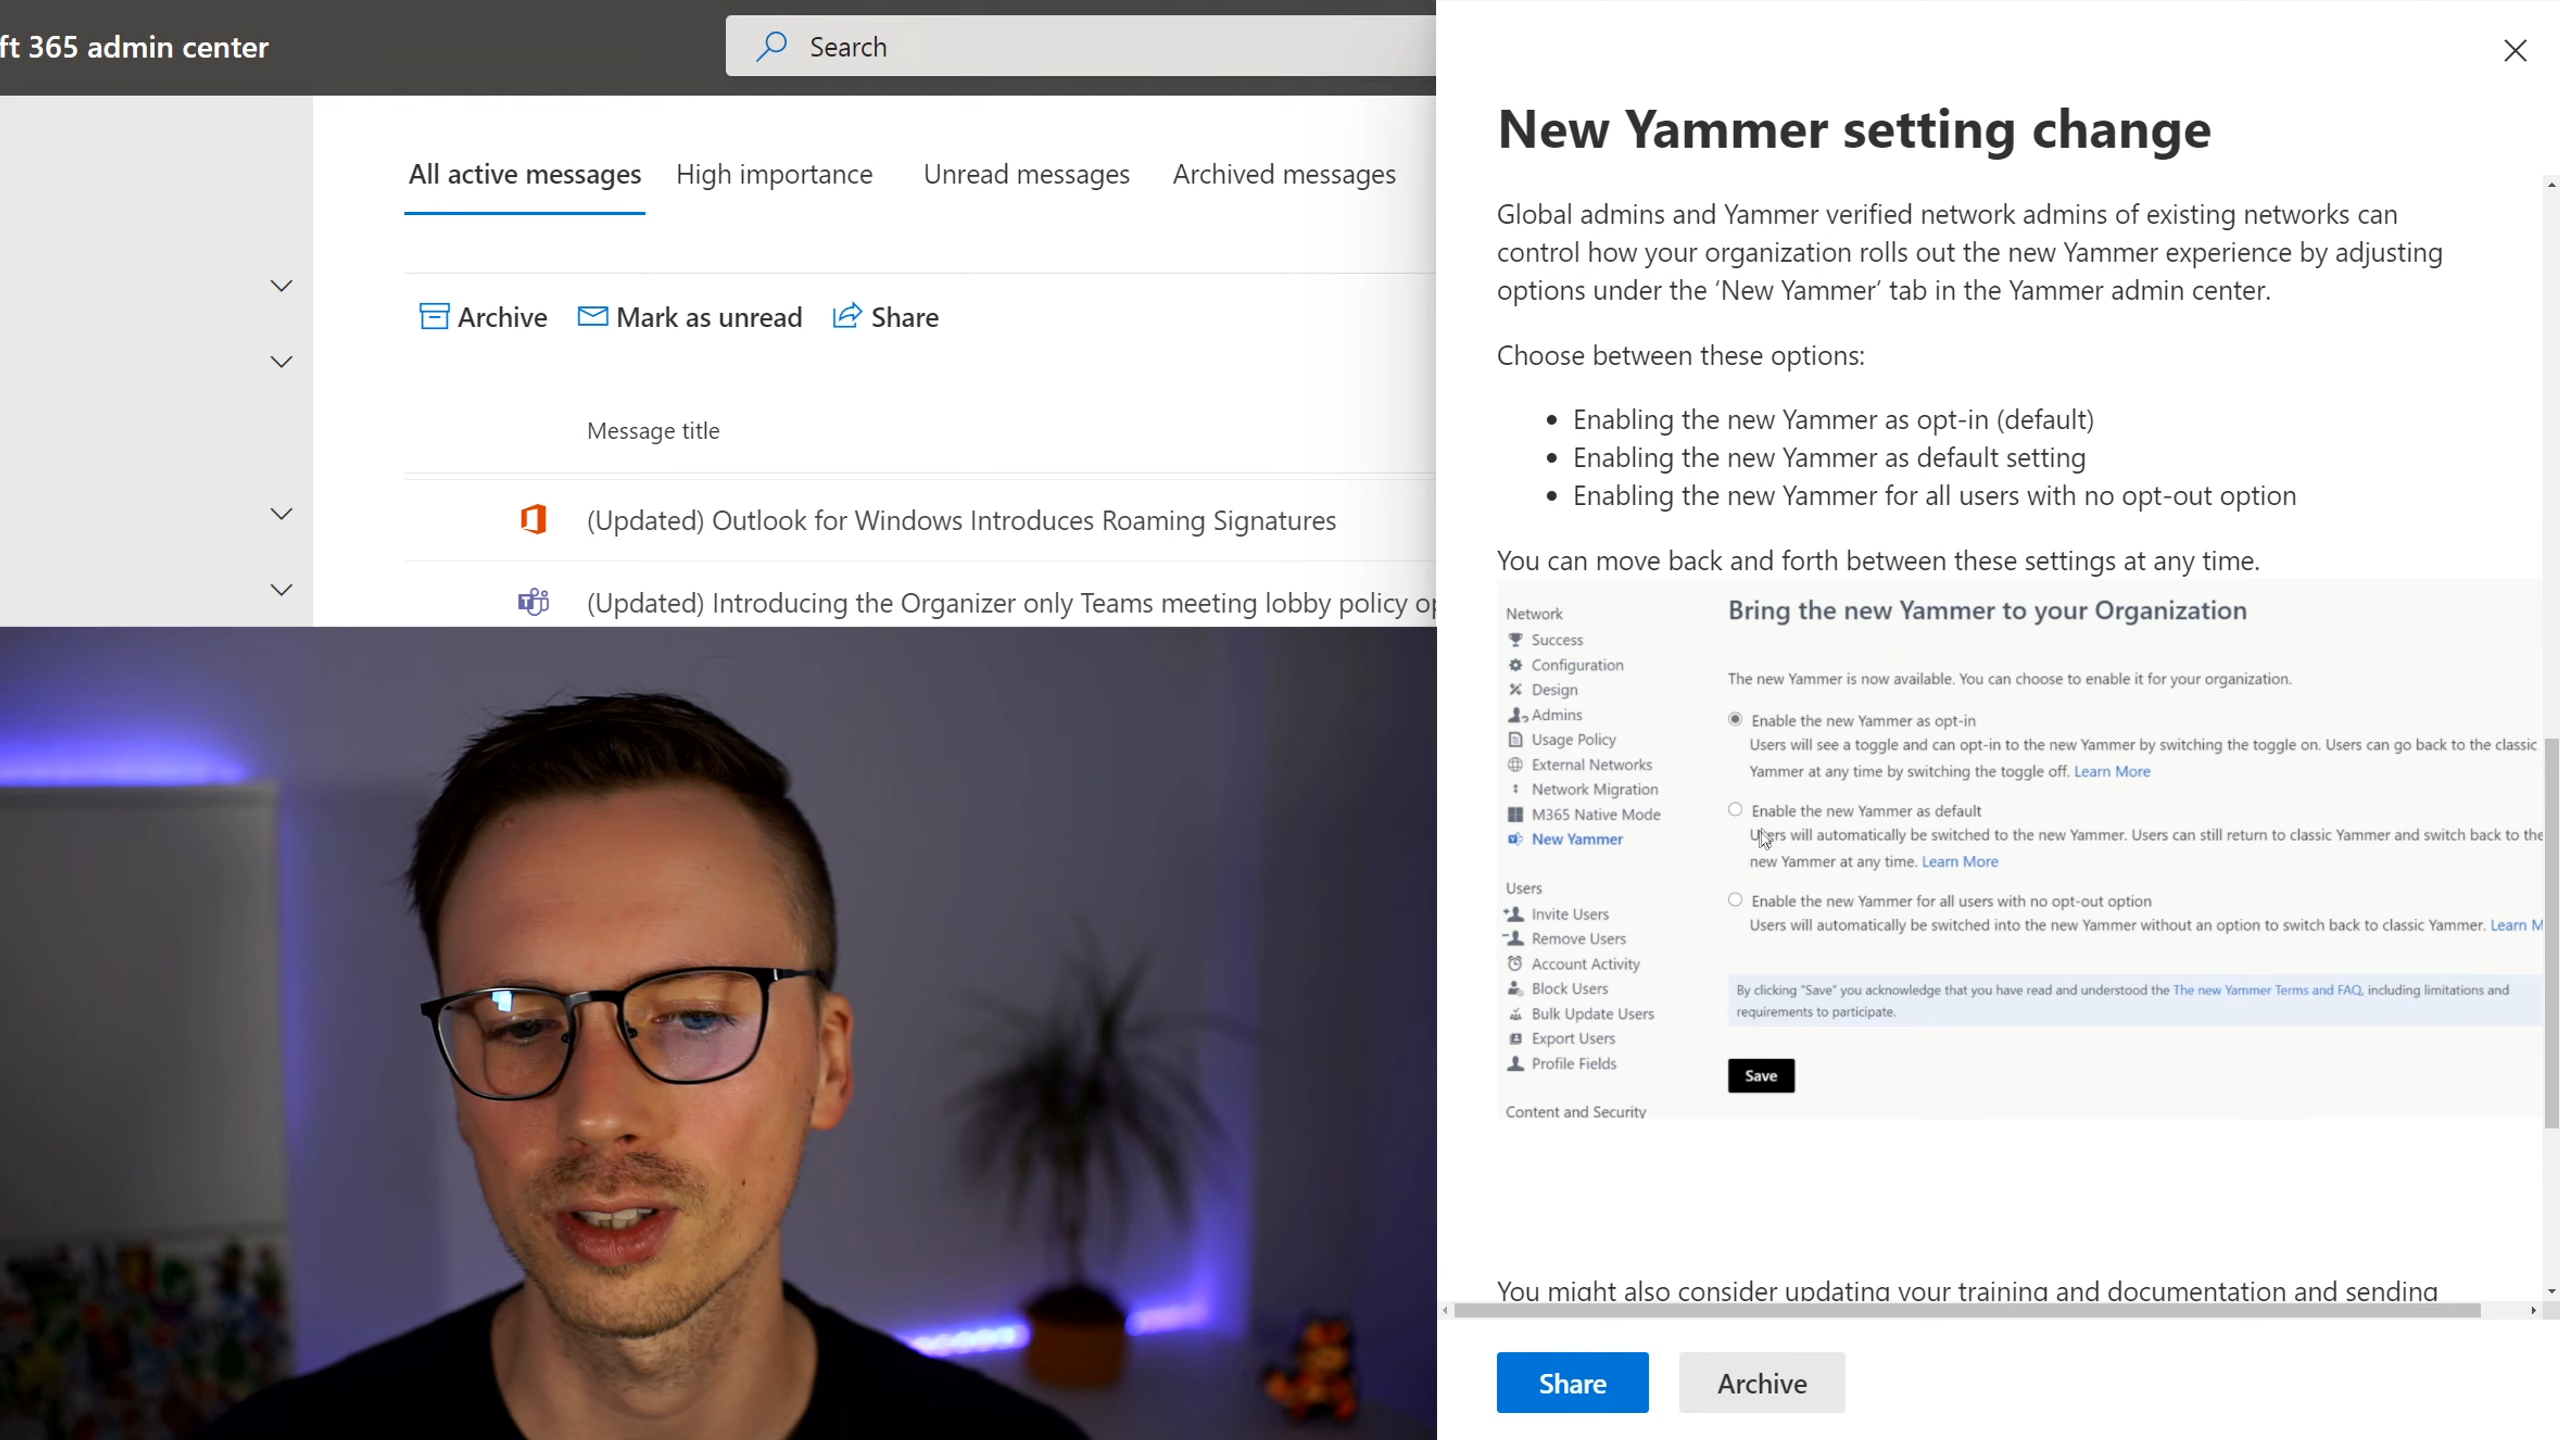 ft 365 admin center
Search
All active messages
High importance
Unread messages
Archived messages
Archive
Mark as unread
Share
Message title
(Updated) Outlook for Windows Introduces Roaming Signatures
(Updated) Introducing the Organizer only Teams meeting lobby policy op
New Yammer setting change
Global admins and Yammer verified network admins of existing networks can
control how your organization rolls out the new Yammer experience by adjusting
options under the ‘New Yammer’ tab in the Yammer admin center.
Choose between these options:
• Enabling the new Yammer as opt-in (default)
• Enabling the new Yammer as default setting
• Enabling the new Yammer for all users with no opt-out option
You can move back and forth between these settings at any time.
Network
Success
Configuration
Design
Admins
Usage Policy
External Networks
Network Migration
M365 Native Mode
New Yammer
Users
Invite Users
Remove Users
Account Activity
Block Users
Bulk Update Users
Export Users
Profile Fields
Content and Security
Bring the new Yammer to your Organization
The new Yammer is now available. You can choose to enable it for your organization.
Enable the new Yammer as opt-in
Users will see a toggle and can opt-in to the new Yammer by switching the toggle on. Users can go back to the classic
Yammer at any time by switching the toggle off. Learn More
Enable the new Yammer as default
Users will automatically be switched to the new Yammer. Users can still return to classic Yammer and switch back to the
new Yammer at any time. Learn More
Enable the new Yammer for all users with no opt-out option
Users will automatically be switched into the new Yammer without an option to switch back to classic Yammer. Learn M
By clicking "Save" you acknowledge that you have read and understood the The new Yammer Terms and FAQ, including limitations and
requirements to participate.
Save
You might also consider updating your training and documentation and sending
Share
Archive